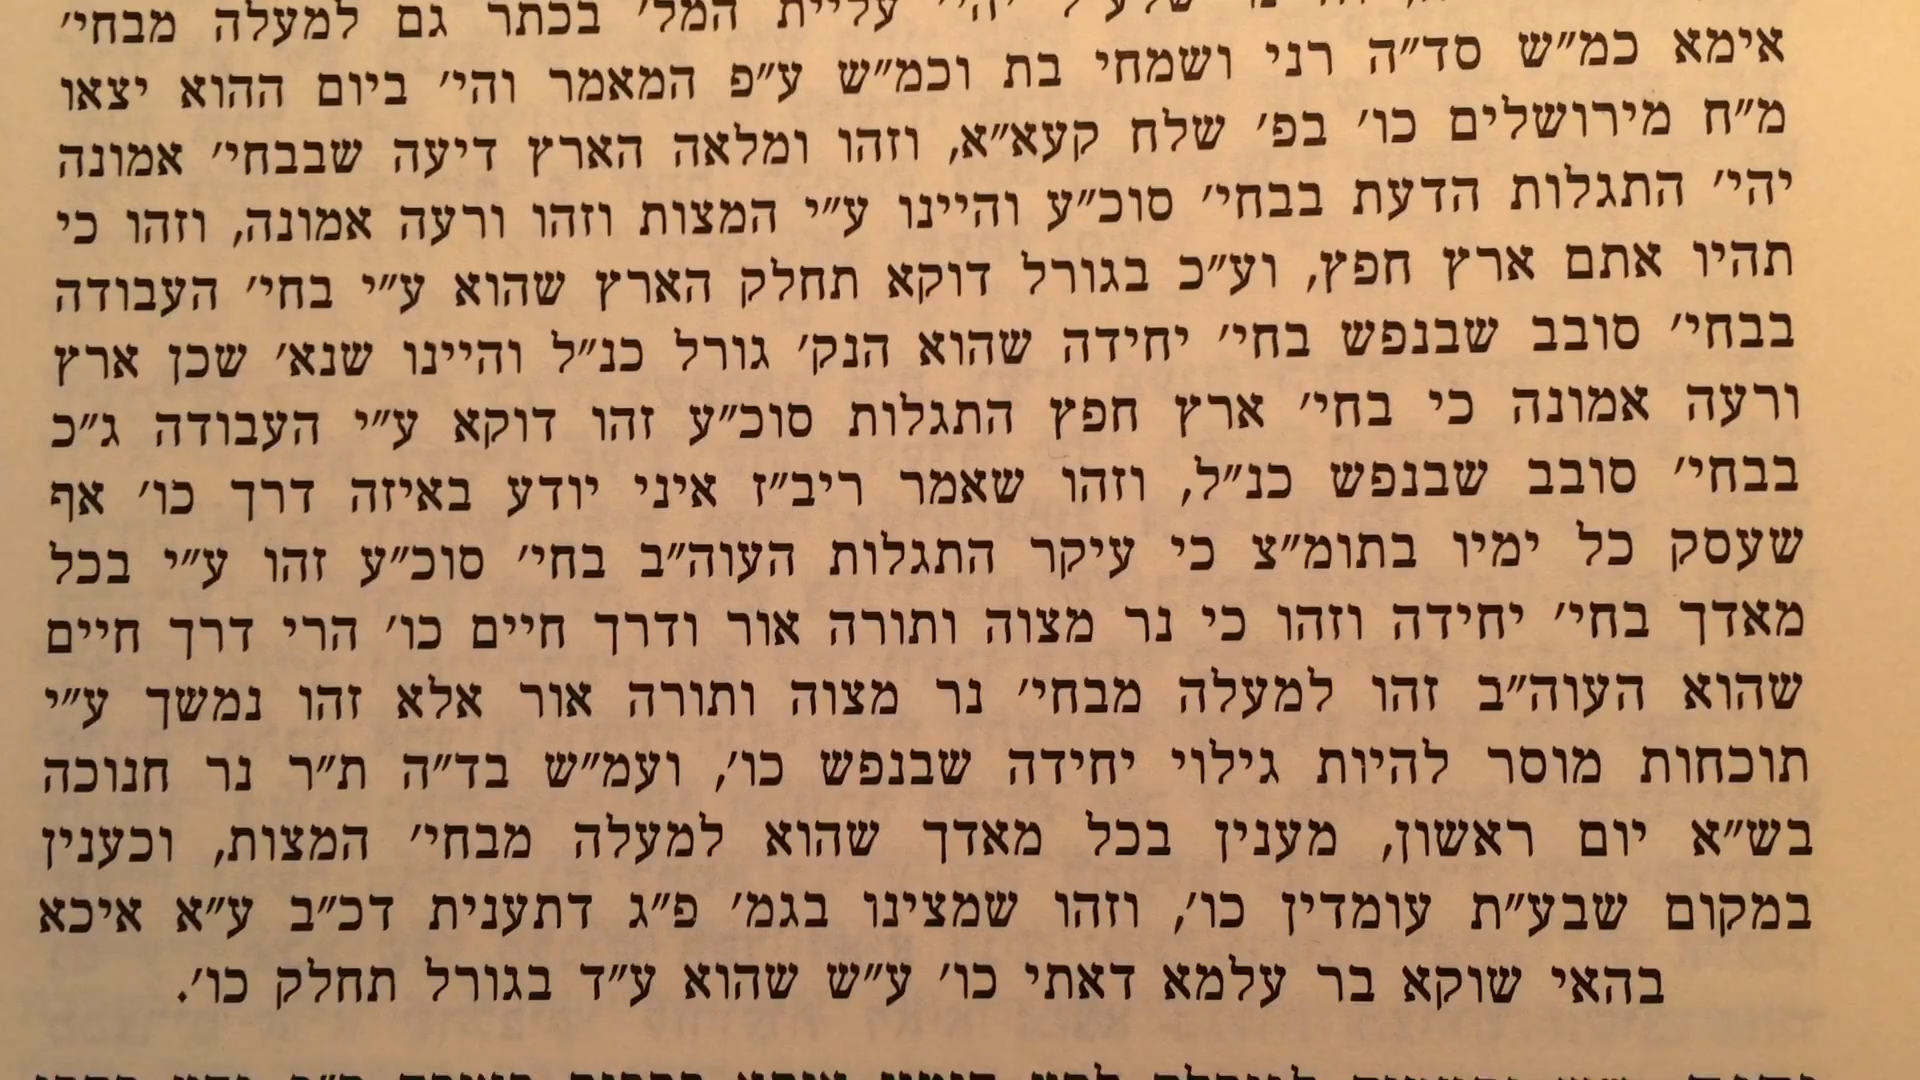 עליית המל׳ בכתר גם למעלה מבחי׳
אימא כמ״ש סד״ה רני ושמחי בת וכמ״ש ע״פ המאמר והי׳ ביום ההוא יצאו
מ״ח מירושלים כו׳ בפ׳ שלח קעא״א, וזהו ומלאה הארץ דיעה שבבחי׳ אמונה
יהי׳ התגלות הדעת בבחי׳ סוכ״ע והיינו ע״י המצות וזהו ורעה אמונה, וזהו כי
תהיו אתם ארץ חפץ, וע״כ בגורל דוקא תחלק הארץ שהוא ע״י בחי׳ העבודה
בבחי׳ סובב שבנפש בחי׳ יחידה שהוא הנק׳ גורל כנ״ל והיינו שנא׳ שכן ארץ
ורעה אמונה כי בחי׳ ארץ חפץ התגלות סוכ״ע זהו דוקא ע״י העבודה ג״כ
בבחי׳ סובב שבנפש כנ״ל, וזהו שאמר ריב״ז איני יודע באיזה דרך כו׳ אף
שעסק כל ימיו בתומ״צ כי עיקר התגלות העוה״ב בחי׳ סוכ״ע זהו ע״י בכל
מאדך בחי׳ יחידה וזהו כי נר מצוה ותורה אור ודרך חיים כו׳ הרי דרך חיים
שהוא העוה״ב זהו למעלה מבחי׳ נר מצוה ותורה אור אלא זהו נמשך ע״י
תוכחות מוסר להיות גילוי יחידה שבנפש כו׳, ועמ״ש בד״ה ת״ר נר חנוכה
בש״א יום ראשון, מענין בכל מאדך שהוא למעלה מבחי׳ המצות, וכענין
במקום שבע״ת עומדין כו׳, וזהו שמצינו בגמ׳ פ״ג דתענית דכ״ב ע״א איכא
בהאי שוקא בר עלמא דאתי כו׳ ע״ש שהוא ע״ד בגורל תחלק כו׳.